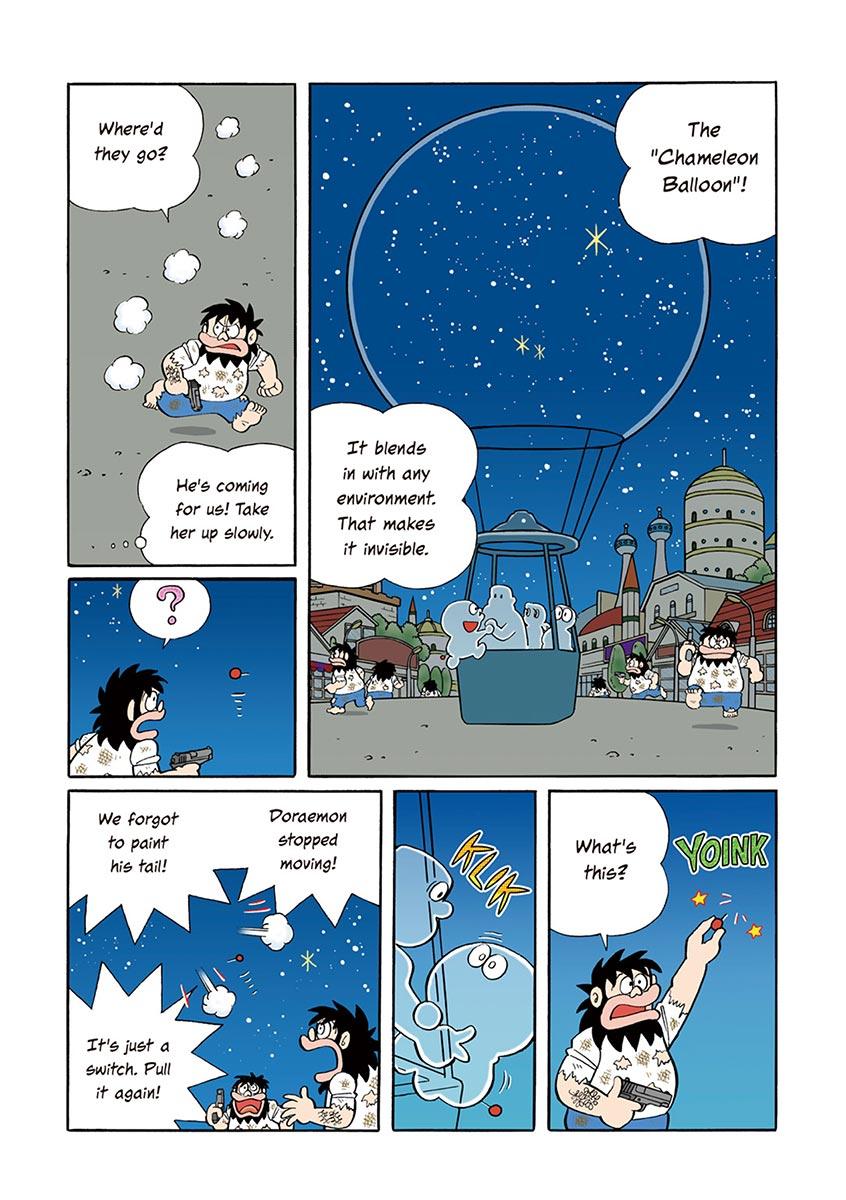 The
"Chameleon
Balloon"!
It blends
in with any
environment.
That makes
it invisible.
Where'd
they go?
He's coming
for us! Take
her up slowly.
?
YOINK
What's
this?
KLIK
Doraemon
stopped
moving!
We forgot
to paint
his tail!
It's just a
switch. Pull
it again!